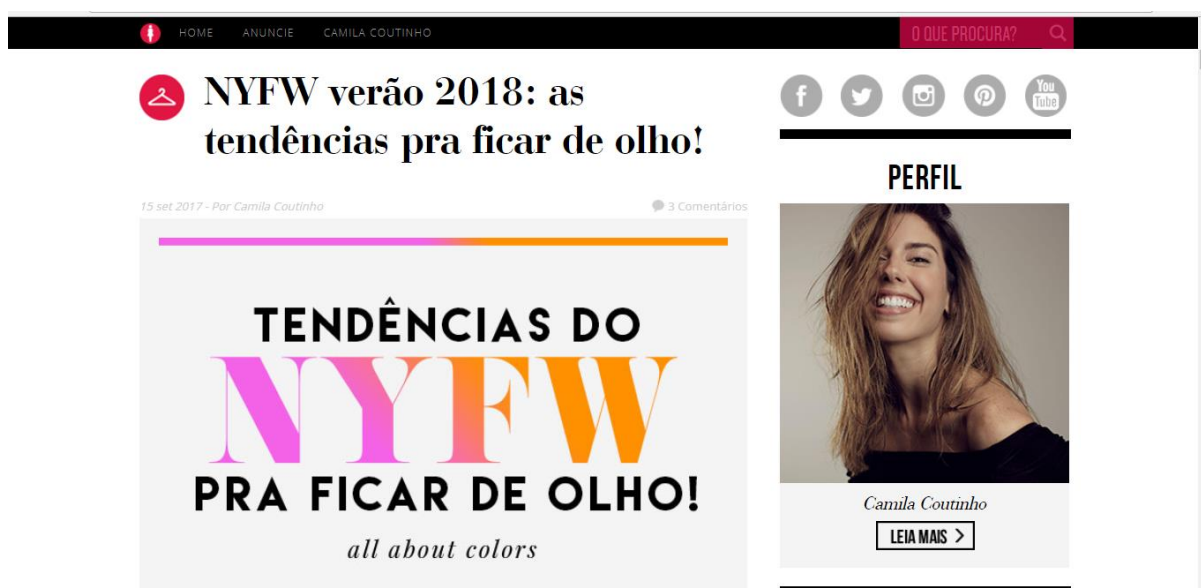 HOME ANUNCIE CAMILA COUTINHO O QUE PROCURA?
NYFW verão 2018: as
tendências pra ficar de olho!
15 set 2017 - Por Camila Coutinho 3 Comentários
TENDÊNCIAS DO
NYFW
PRA FICAR DE OLHO!
all about colors
You
Tube
PERFIL
Camila Coutinho
LEIA MAIS >